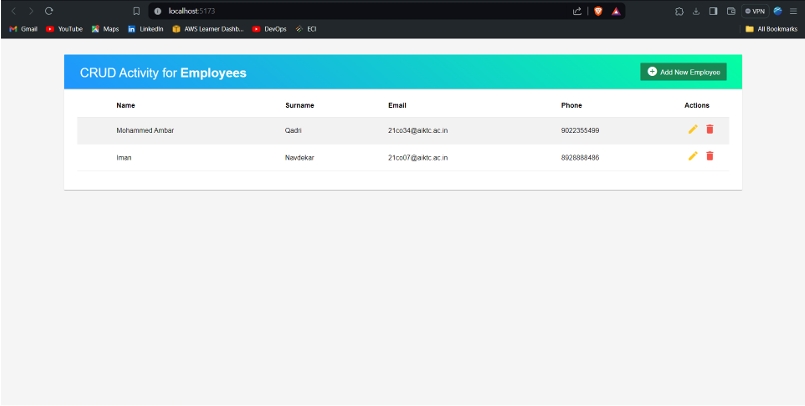 localhost:5173
VPN
Gmail YouTube Maps LinkedIn AWS Learner Dashb... DevOps ECI All Bookmarks
CRUD Activity for Employees Add New Employee
Name Surname Email Phone Actions
Mohammed Ambar Qadri 21co34@aiktc.ac.in 9022355499
Iman Navdekar 21co07@aiktc.ac.in 8928888486